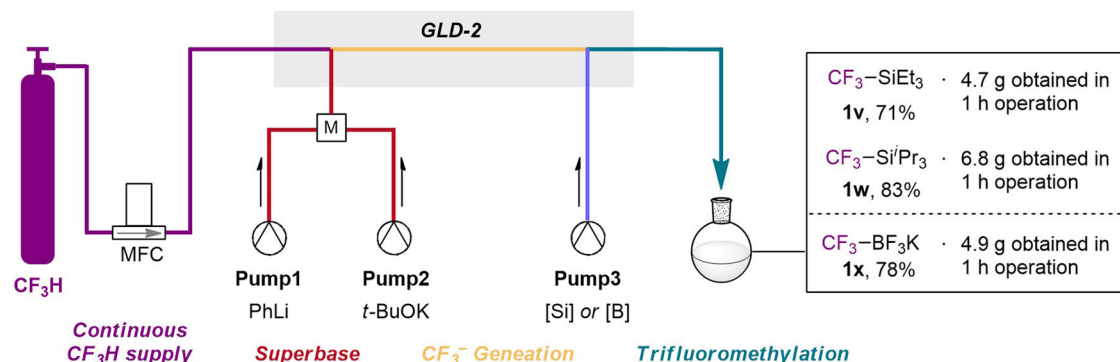 GLD-2
M
MFC
CF₃H
Pump1
PhLi
Pump2
t-BuOK
Pump3
[Si] or [B]
Continuous
CF₃H supply
Superbase
CF₃⁻ Geneation
Trifluoromethylation
CF₃−SiEt₃ · 4.7 g obtained in
1v, 71% 1 h operation
CF₃−SiⁱPr₃ · 6.8 g obtained in
1w, 83% 1 h operation
CF₃−BF₃K · 4.9 g obtained in
1x, 78% 1 h operation